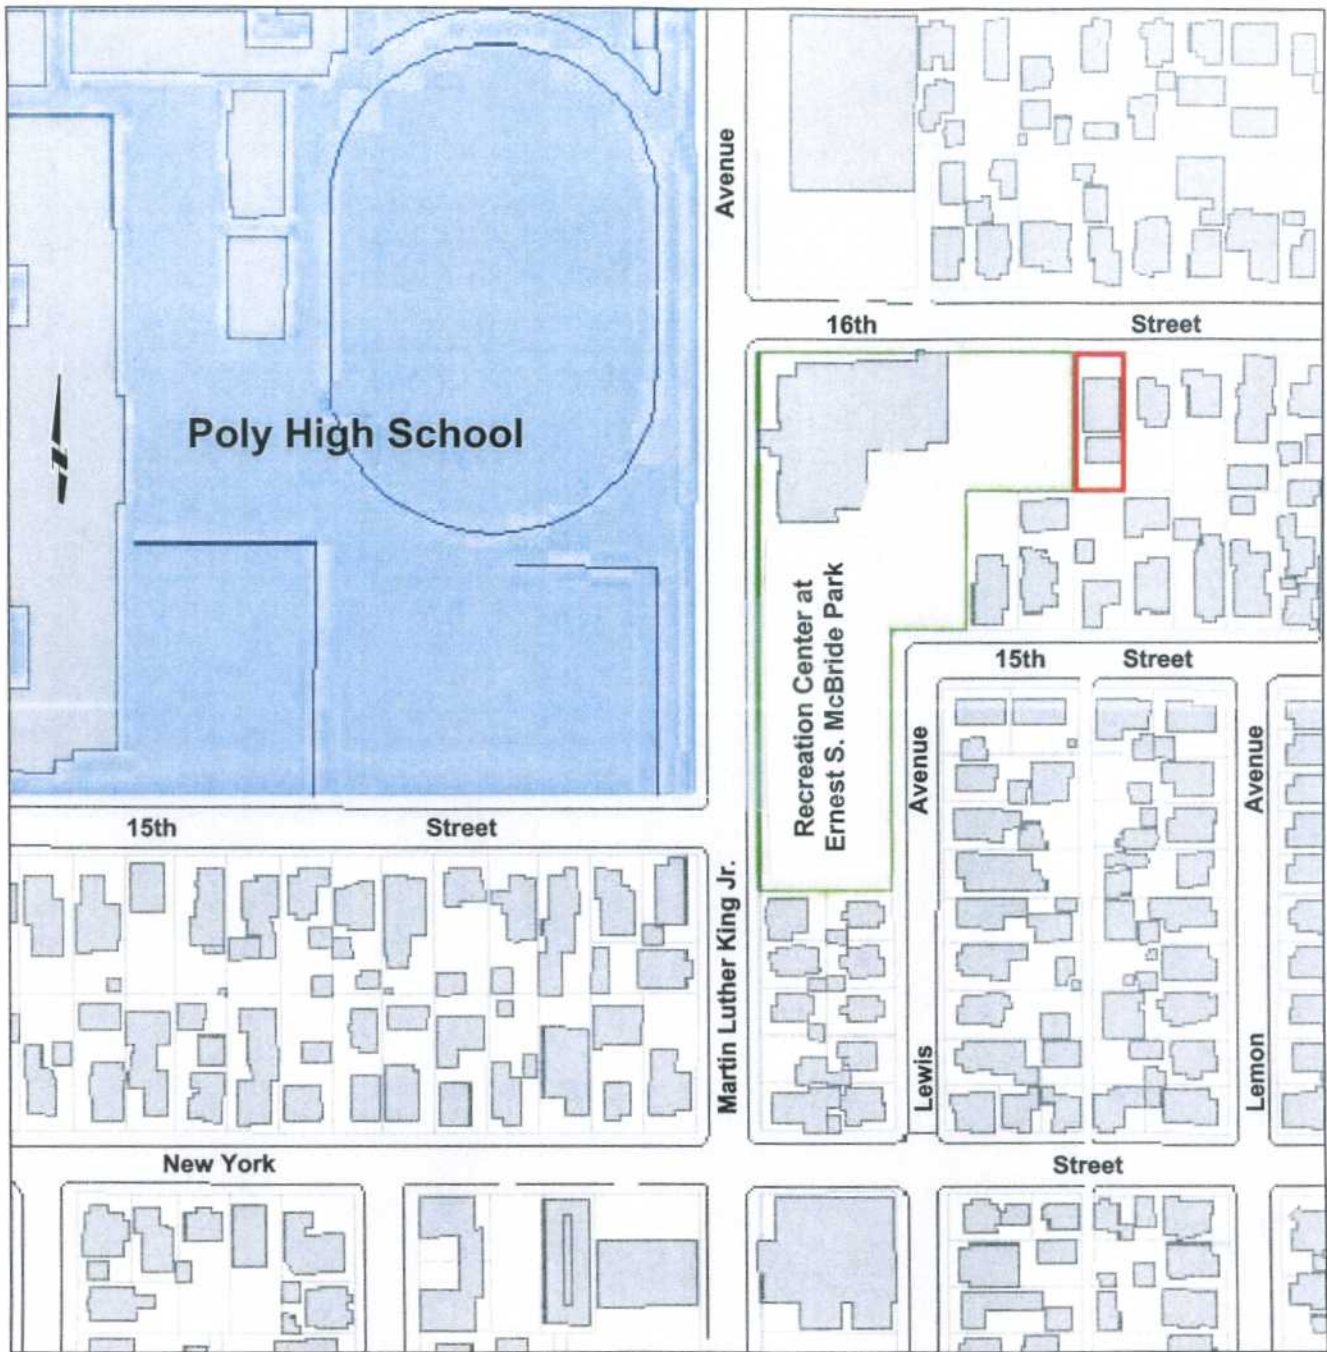 Avenue
16th Street
Poly High School
Recreation Center at
Ernest S. McBride Park
15th Street
Avenue
Avenue
15th Street
Martin Luther King Jr.
Lewis
Lemon
New York Street